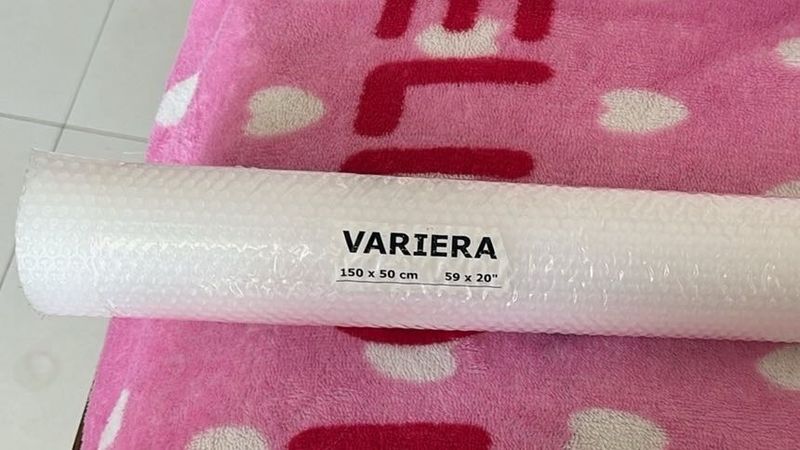 VARIERA
150 x 50 cm 59 x 20"